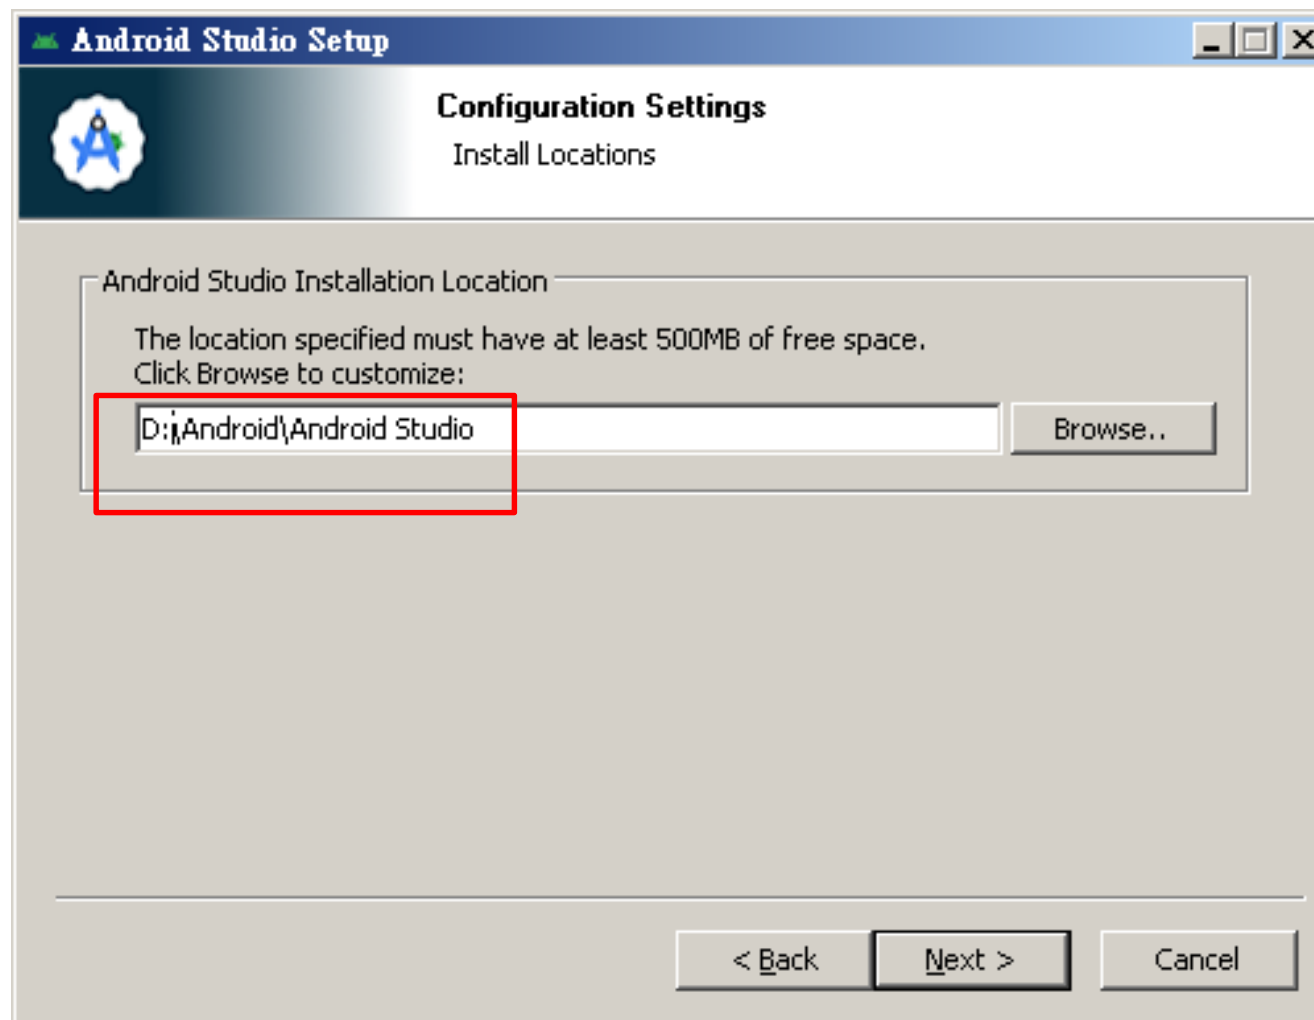 Android Studio Setup
Configuration Settings
Install Locations
Android Studio Installation Location
The location specified must have at least 500MB of free space.
Click Browse to customize:
D:\Android\Android Studio
Browse..
< Back
Next >
Cancel